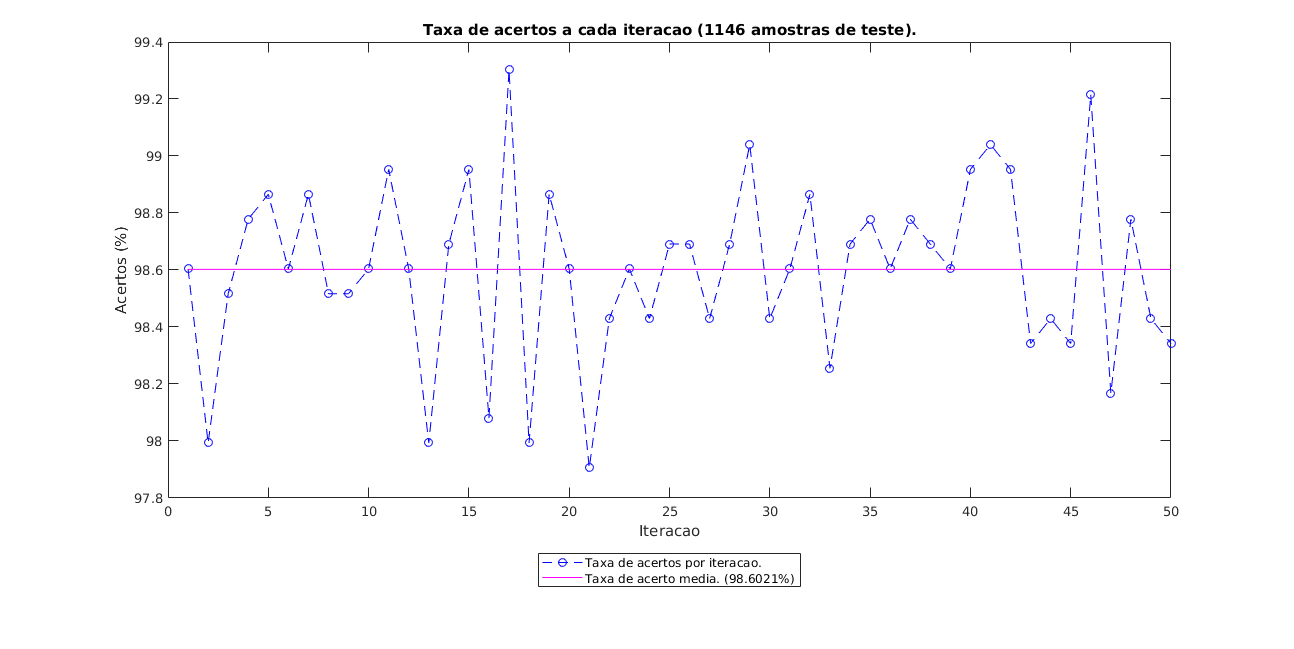 Taxa de acertos a cada iteracao (1146 amostras de teste).
99.4
99.2
99
98.8
98.6
98.4
98.2
98
97.8
Acertos (%)
0 5 10 15 20 25 30 35 40 45 50
Iteracao
Taxa de acertos por iteracao.
Taxa de acerto media. (98.6021%)